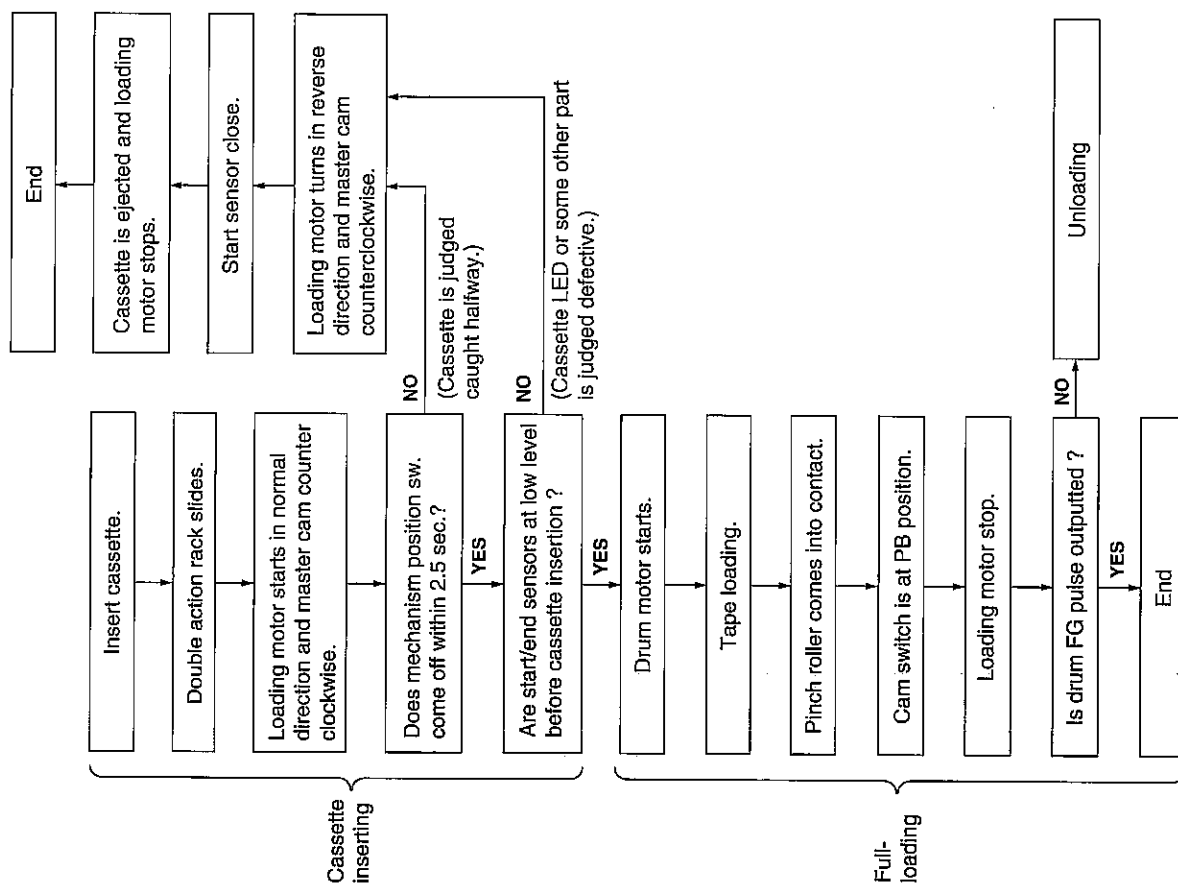 Cassette
inserting
Insert cassette.
Double action rack slides.
Loading motor starts in normal
direction and master cam counter
clockwise.
Does mechanism position sw.
come off within 2.5 sec.?
NO
(Cassette is judged
caught halfway.)
YES
Are start/end sensors at low level
before cassette insertion ?
NO
(Cassette LED or some other part
is judged defective.)
YES
Loading motor turns in reverse
direction and master cam
counterclockwise.
Start sensor close.
Cassette is ejected and loading
motor stops.
End
Full-
loading
Drum motor starts.
Tape loading.
Pinch roller comes into contact.
Cam switch is at PB position.
Loading motor stop.
Is drum FG pulse outputted ?
NO
Unloading
YES
End